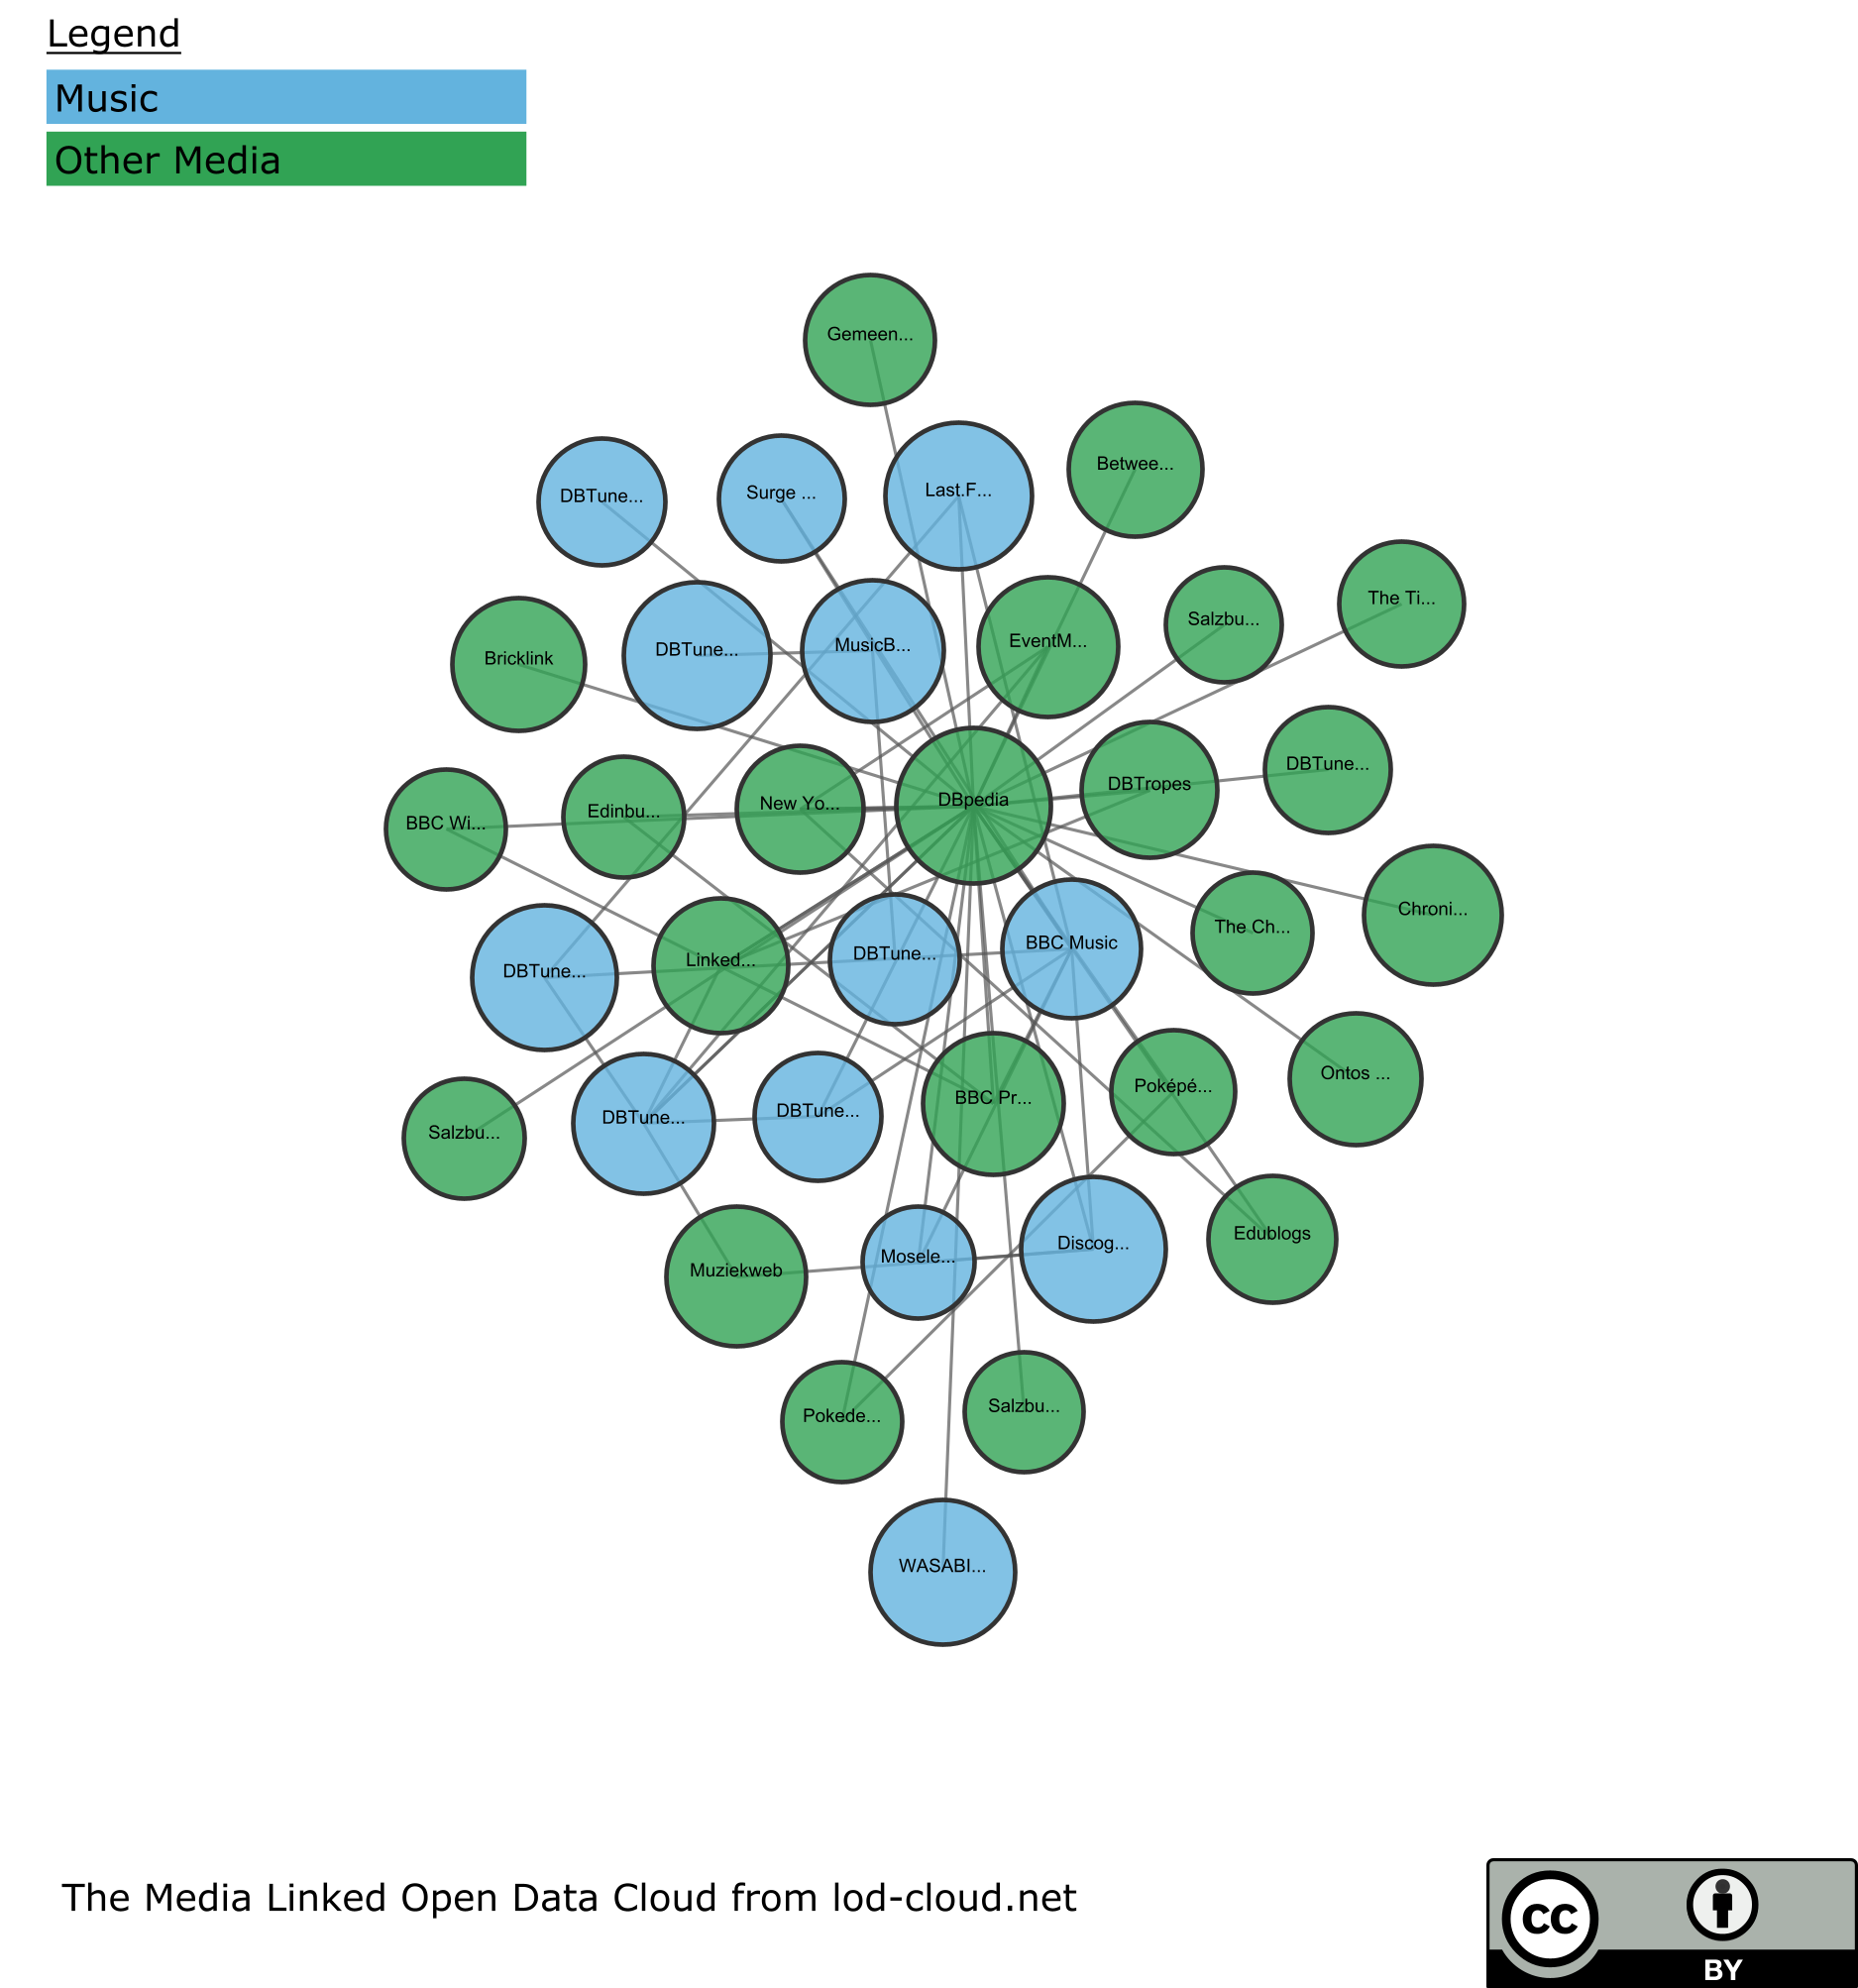 Legend
Music
Other Media
Gemeen...
Betwee...
Last.F...
Surge ...
DBTune...
The Ti...
Salzbu...
EventM...
MusicB...
DBTune...
Bricklink
DBTune...
DBTropes
DBpedia
New Yo...
Edinbu...
BBC Wi...
Chroni...
The Ch...
BBC Music
DBTune...
Linked...
DBTune...
Ontos ...
Poképé...
BBC Pr...
DBTune...
DBTune...
Salzbu...
Edublogs
Discog...
Mosele...
Muziekweb
Salzbu...
Pokede...
WASABI...
The Media Linked Open Data Cloud from lod-cloud.net
cc
BY